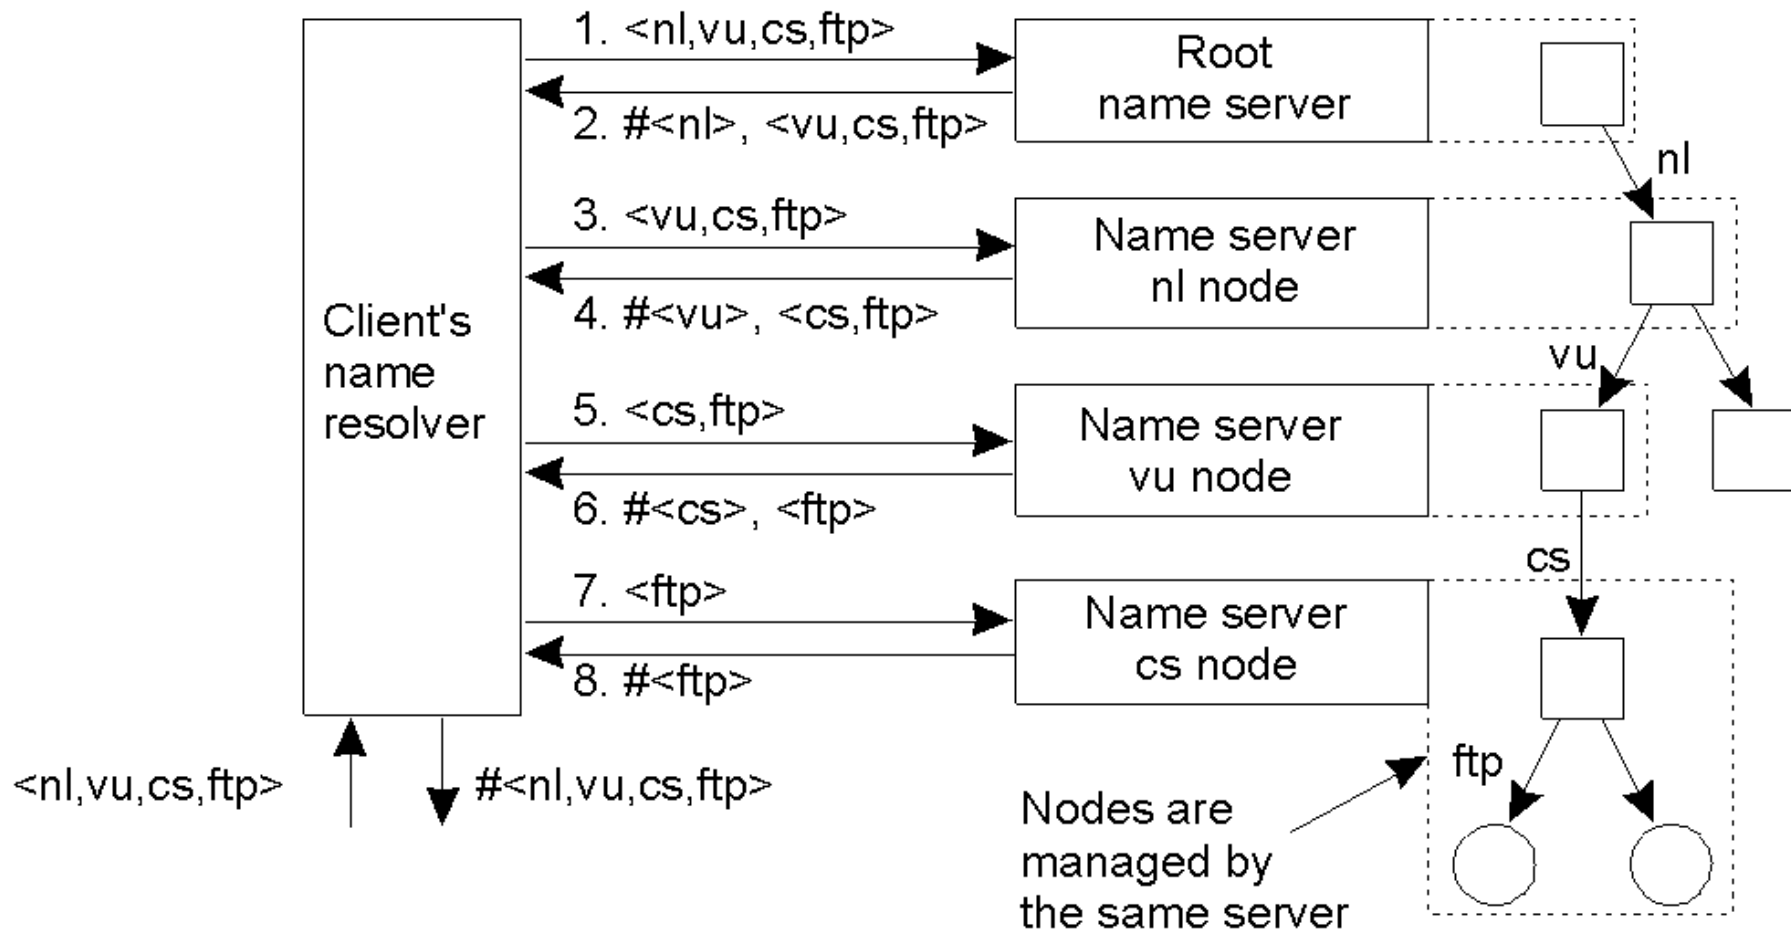 1. <nl,vu,cs,ftp>
Root
name server
2. #<nl>, <vu,cs,ftp>
nl
3. <vu,cs,ftp>
Name server
nl node
4. #<vu>, <cs,ftp>
Client's
name
resolver
vu
5. <cs,ftp>
Name server
vu node
6. #<cs>, <ftp>
cs
7. <ftp>
Name server
cs node
8. #<ftp>
<nl,vu,cs,ftp>
#<nl,vu,cs,ftp>
ftp
Nodes are
managed by
the same server